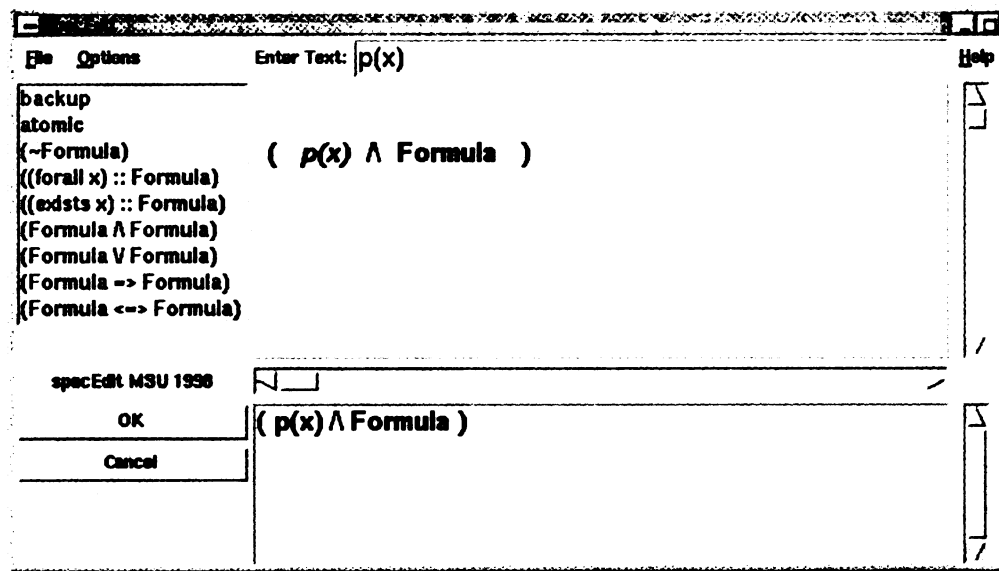 File Options Enter Text: p(x) Help
backup
atomic
(~Formula)
((forall x) :: Formula)
((exists x) :: Formula)
(Formula /\ Formula)
(Formula \/ Formula)
(Formula => Formula)
(Formula <=> Formula)
( p(x) /\ Formula )
specEdit MSU 1998
OK
Cancel
( p(x) /\ Formula )